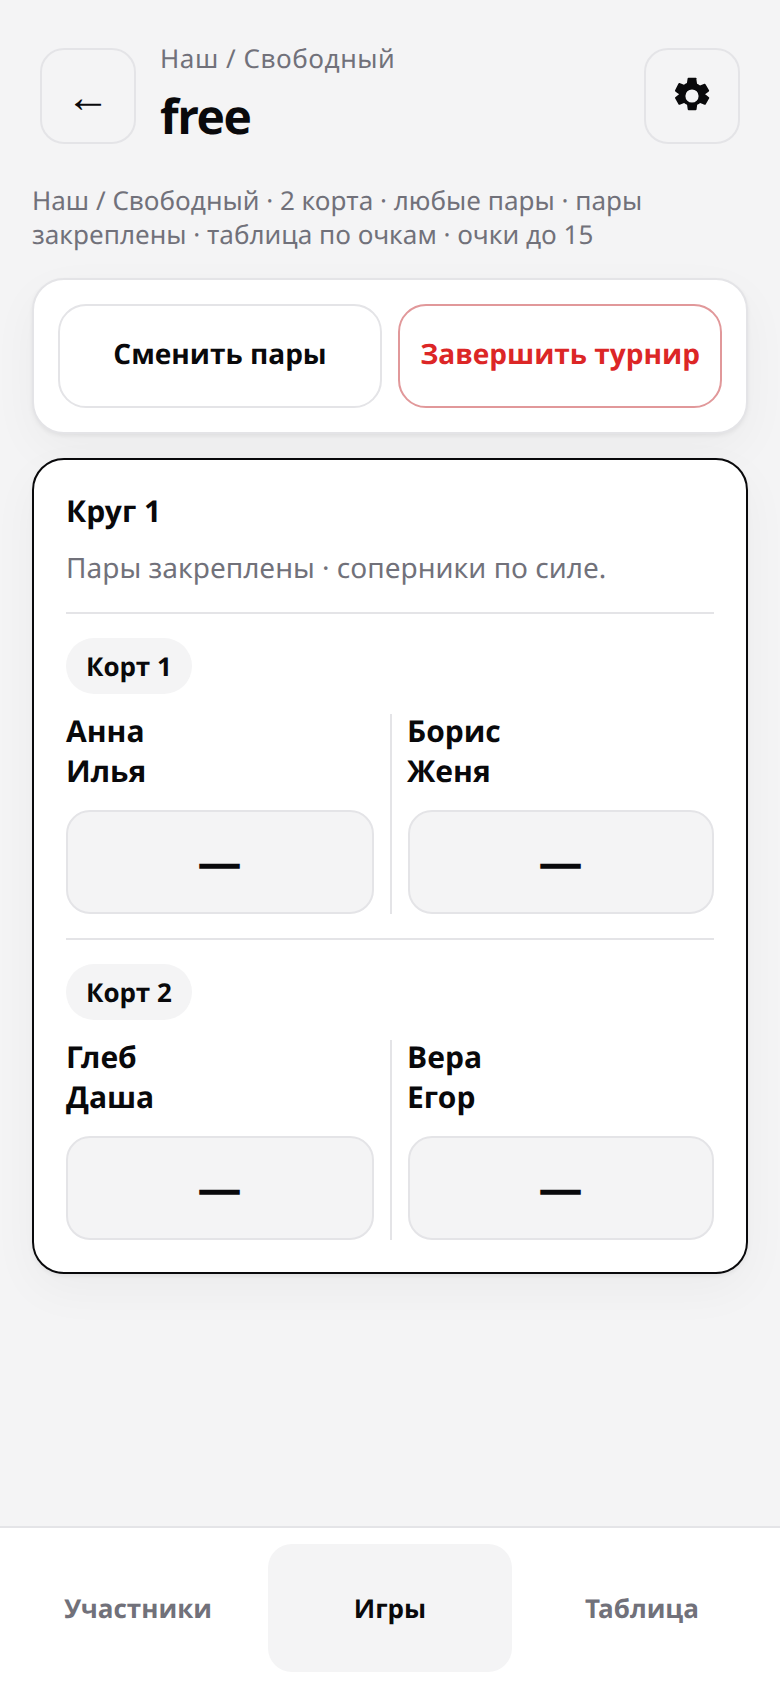 ←
Наш / Свободный
free
Наш / Свободный · 2 корта · любые пары · пары
закреплены · таблица по очкам · очки до 15
Сменить пары
Завершить турнир
Круг 1
Пары закреплены · соперники по силе.
Корт 1
Анна
Илья
Борис
Женя
—
—
Корт 2
Глеб
Даша
Вера
Егор
—
—
Участники
Игры
Таблица